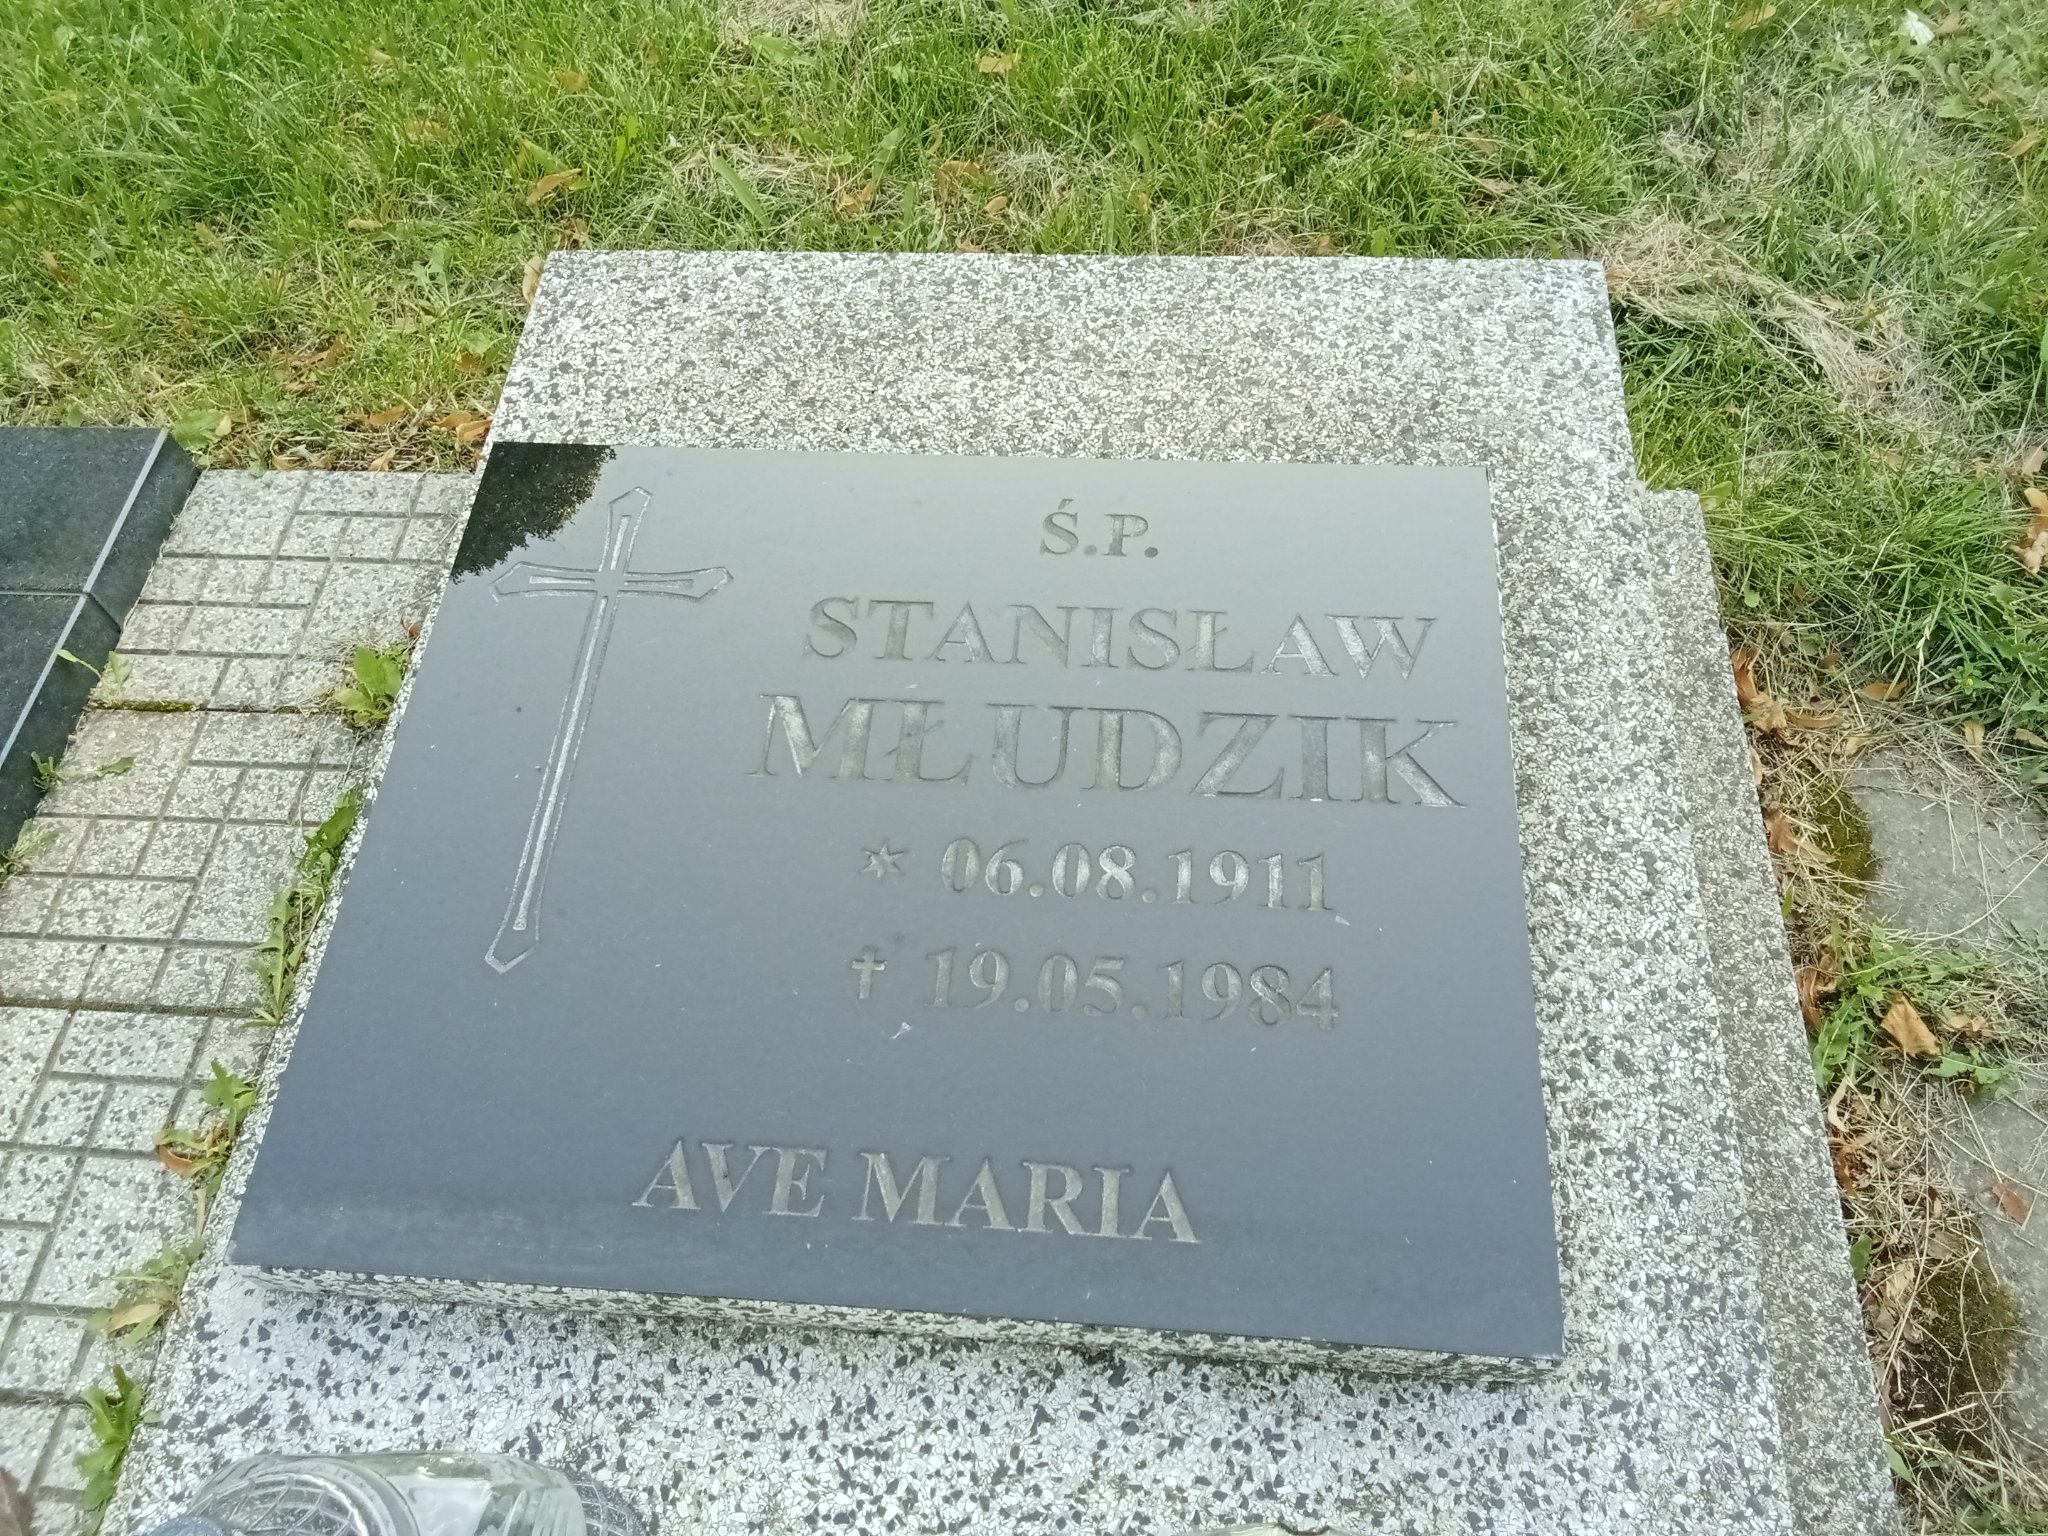 Ś.P.
STANISŁAW
MŁUDZIK
* 06.08.1911
✝ 19.05.1984
AVE MARIA